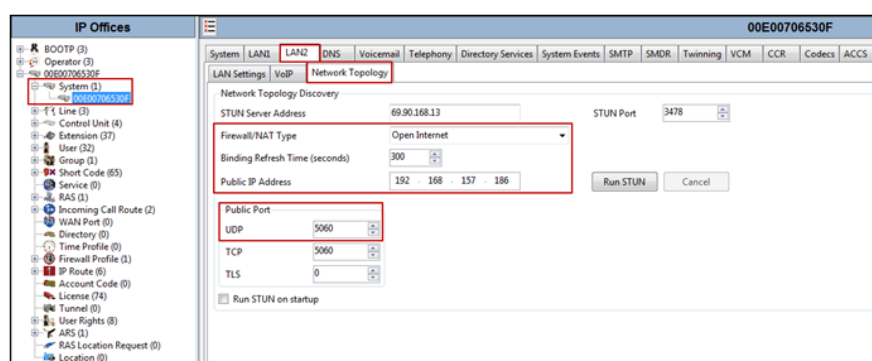 IP Offices
BOOTP (3)
Operator (3)
00E00706530F
System (1)
00E00706530F
Line (3)
Control Unit (4)
Extension (37)
User (32)
Group (1)
Short Code (65)
Service (0)
RAS (1)
Incoming Call Route (2)
WAN Port (0)
Directory (0)
Time Profile (0)
Firewall Profile (1)
IP Route (6)
Account Code (0)
License (74)
Tunnel (0)
User Rights (8)
ARS (1)
RAS Location Request (0)
Location (0)
00E00706530F
System LAN1 LAN2 DNS Voicemail Telephony Directory Services System Events SMTP SMDR Twinning VCM CCR Codecs ACCS
LAN Settings VoIP Network Topology
Network Topology Discovery
STUN Server Address 69.90.168.13 STUN Port 3478
Firewall/NAT Type Open Internet
Binding Refresh Time (seconds) 300
Public IP Address 192 . 168 . 157 . 186 Run STUN Cancel
Public Port
UDP 5060
TCP 5060
TLS 0
Run STUN on startup